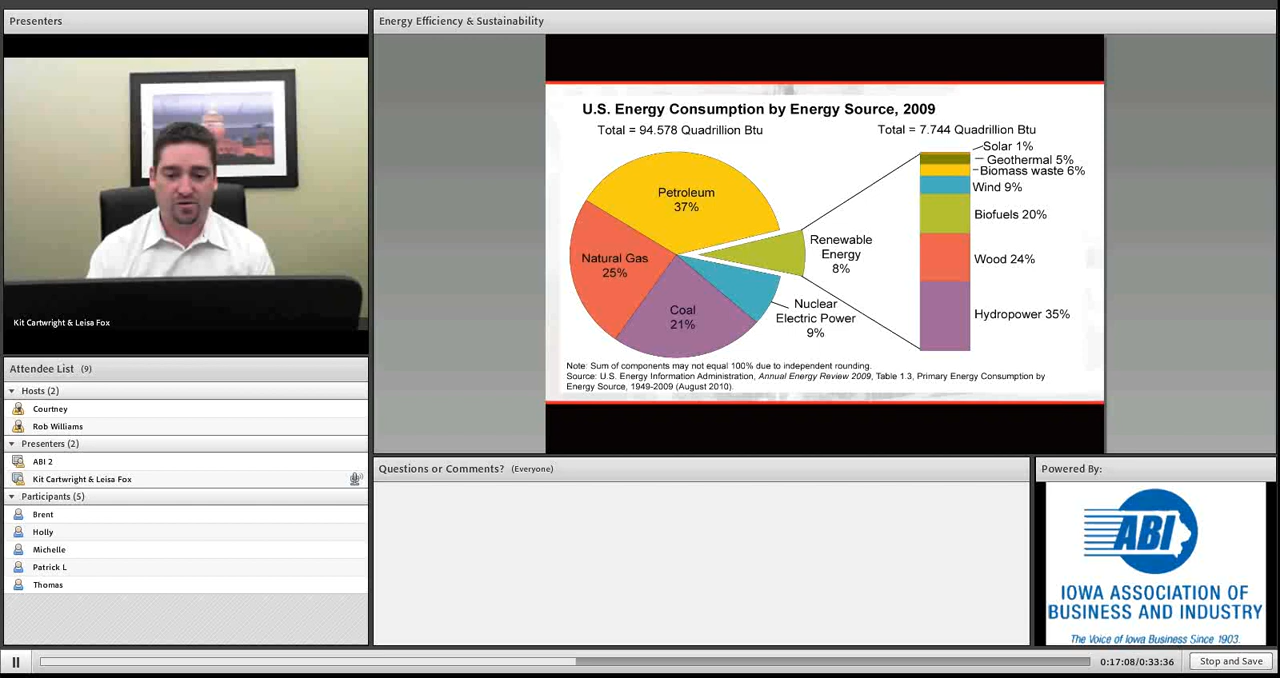 Presenters
Kit Cartwright & Leisa Fox
Attendee List (9)
Hosts (2)
Courtney
Rob Williams
Presenters (2)
ABI 2
Kit Cartwright & Leisa Fox
Participants (5)
Brent
Holly
Michelle
Patrick L
Thomas
Energy Efficiency & Sustainability
U.S. Energy Consumption by Energy Source, 2009
Total = 94.578 Quadrillion Btu
Total = 7.744 Quadrillion Btu
Petroleum
37%
Natural Gas
25%
Coal
21%
Nuclear
Electric Power
9%
Renewable
Energy
8%
Solar 1%
Geothermal 5%
Biomass waste 6%
Wind 9%
Biofuels 20%
Wood 24%
Hydropower 35%
Note: Sum of components may not equal 100% due to independent rounding.
Source: U.S. Energy Information Administration, Annual Energy Review 2009, Table 1.3, Primary Energy Consumption by
Energy Source, 1949-2009 (August 2010).
Questions or Comments? (Everyone)
Powered By:
ABI
IOWA ASSOCIATION OF
BUSINESS AND INDUSTRY
The Voice of Iowa Business Since 1903.
0:17:08/0:33:36
Stop and Save